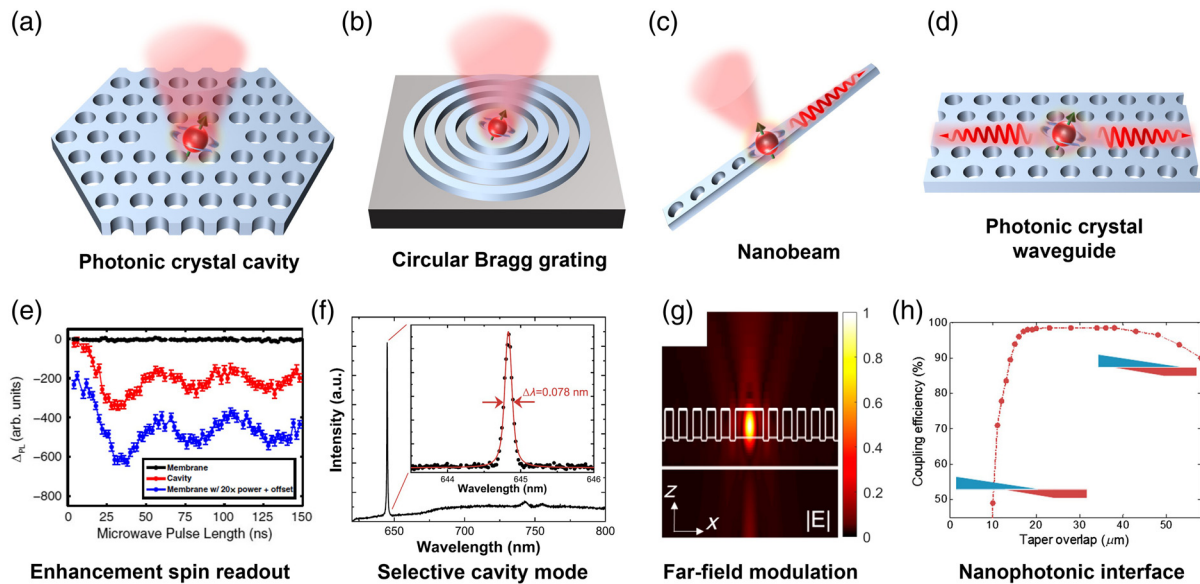 (a)
(b)
(c)
(d)
Photonic crystal cavity
Circular Bragg grating
Nanobeam
Photonic crystal
waveguide
(e)
0
−200
−400
−600
−800
ΔPL (arb. units)
Membrane
Cavity
Membrane w/ 20x power + offset
0
25
50
75
100
125
150
Microwave Pulse Length (ns)
Enhancement spin readout
(f)
Intensity (a.u.)
Δλ=0.078 nm
644
645
646
Wavelength (nm)
650
700
750
800
Wavelength (nm)
Selective cavity mode
(g)
1
0.8
0.6
0.4
0.2
0
z
x
|E|
Far-field modulation
(h)
100
90
80
70
60
50
Coupling efficiency (%)
0
10
20
30
40
50
Taper overlap (μm)
Nanophotonic interface